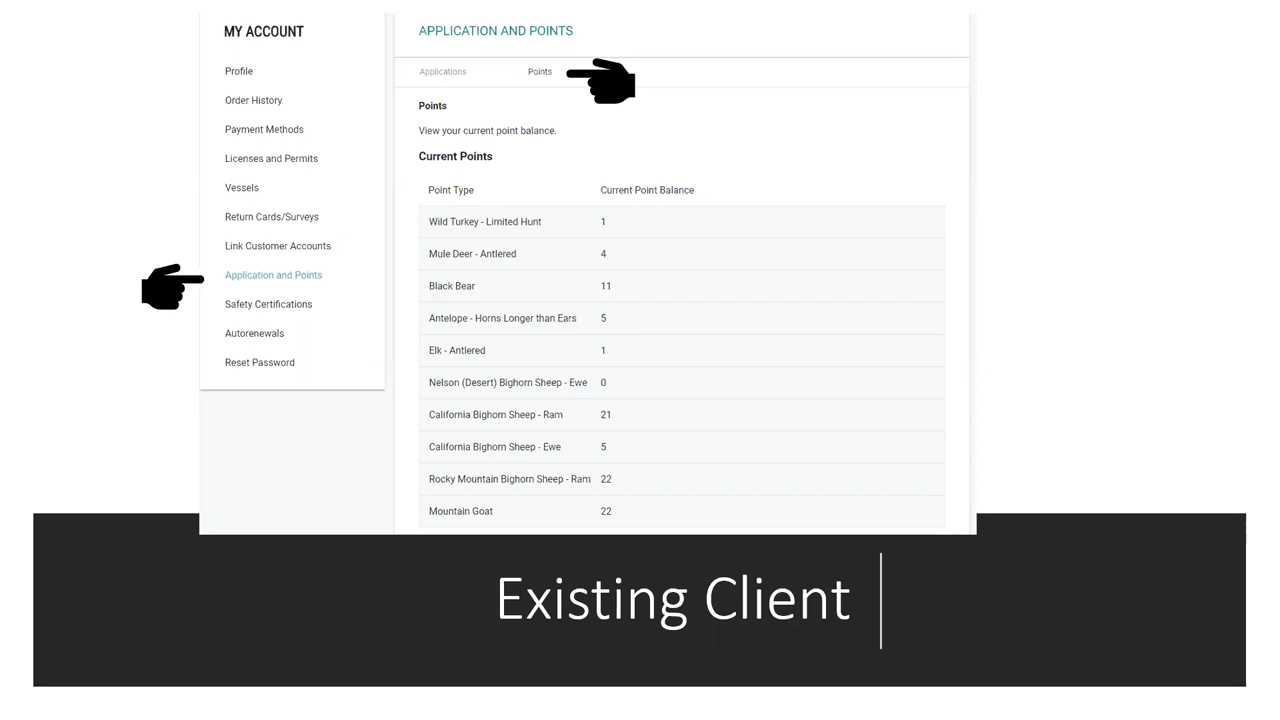 MY ACCOUNT
Profile
Order History
Payment Methods
Licenses and Permits
Vessels
Return Cards/Surveys
Link Customer Accounts
Application and Points
Safety Certifications
Autorenewals
Reset Password
APPLICATION AND POINTS
Applications Points
Points
View your current point balance.
Current Points
Point Type Current Point Balance
Wild Turkey - Limited Hunt 1
Mule Deer - Antlered 4
Black Bear 11
Antelope - Horns Longer than Ears 5
Elk - Antlered 1
Nelson (Desert) Bighorn Sheep - Ewe 0
California Bighorn Sheep - Ram 21
California Bighorn Sheep - Ewe 5
Rocky Mountain Bighorn Sheep - Ram 22
Mountain Goat 22
Existing Client